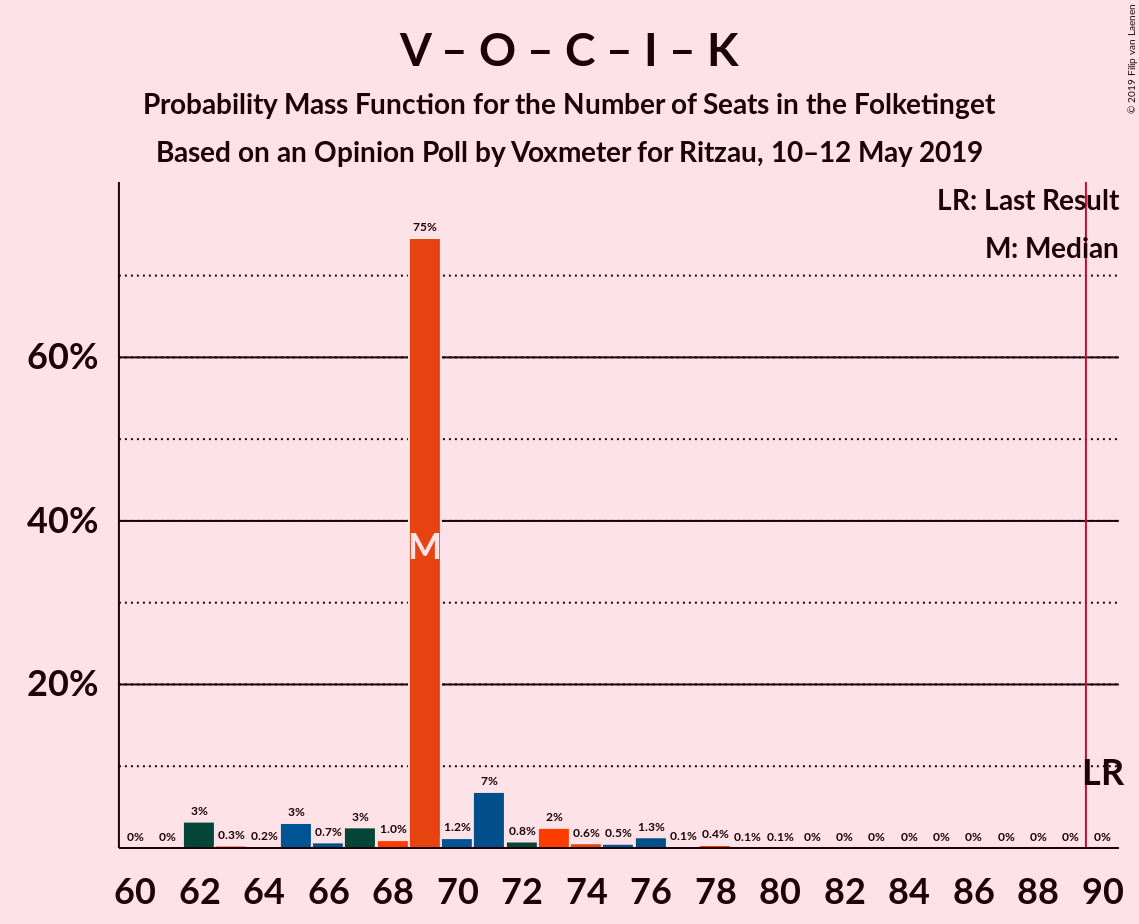 V – O – C – I – K
Probability Mass Function for the Number of Seats in the Folketinget
Based on an Opinion Poll by Voxmeter for Ritzau, 10–12 May 2019
© 2019 Filip van Laenen
LR: Last Result
M: Median
60%
40%
20%
0% 0% 3% 0.3% 0.2% 3% 0.7% 3% 1.0% 75% 1.2% 7% 0.8% 2% 0.6% 0.5% 1.3% 0.1% 0.4% 0.1% 0.1% 0% 0% 0% 0% 0% 0% 0% 0% 0% 0%
M
LR
60 62 64 66 68 70 72 74 76 78 80 82 84 86 88 90